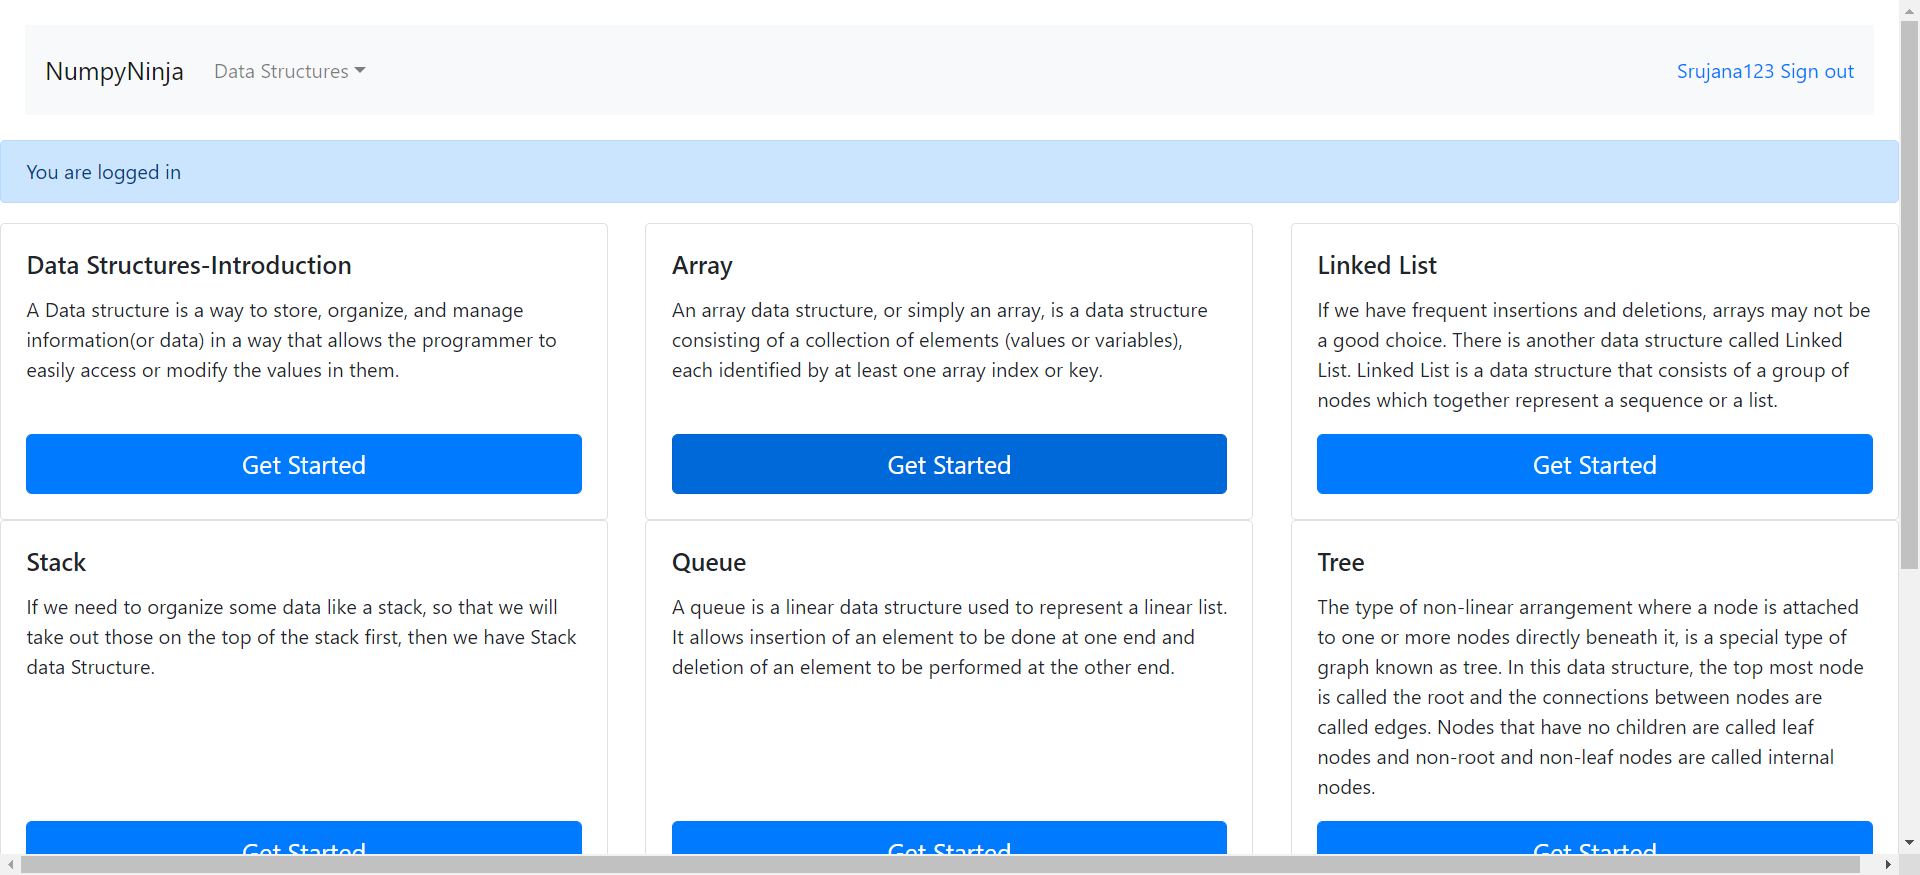 NumpyNinja
Data Structures
Srujana123 Sign out
You are logged in
Data Structures-Introduction
A Data structure is a way to store, organize, and manage
information(or data) in a way that allows the programmer to
easily access or modify the values in them.
Get Started
Array
An array data structure, or simply an array, is a data structure
consisting of a collection of elements (values or variables),
each identified by at least one array index or key.
Get Started
Linked List
If we have frequent insertions and deletions, arrays may not be
a good choice. There is another data structure called Linked
List. Linked List is a data structure that consists of a group of
nodes which together represent a sequence or a list.
Get Started
Stack
If we need to organize some data like a stack, so that we will
take out those on the top of the stack first, then we have Stack
data Structure.
Get Started
Queue
A queue is a linear data structure used to represent a linear list.
It allows insertion of an element to be done at one end and
deletion of an element to be performed at the other end.
Get Started
Tree
The type of non-linear arrangement where a node is attached
to one or more nodes directly beneath it, is a special type of
graph known as tree. In this data structure, the top most node
is called the root and the connections between nodes are
called edges. Nodes that have no children are called leaf
nodes and non-root and non-leaf nodes are called internal
nodes.
Get Started